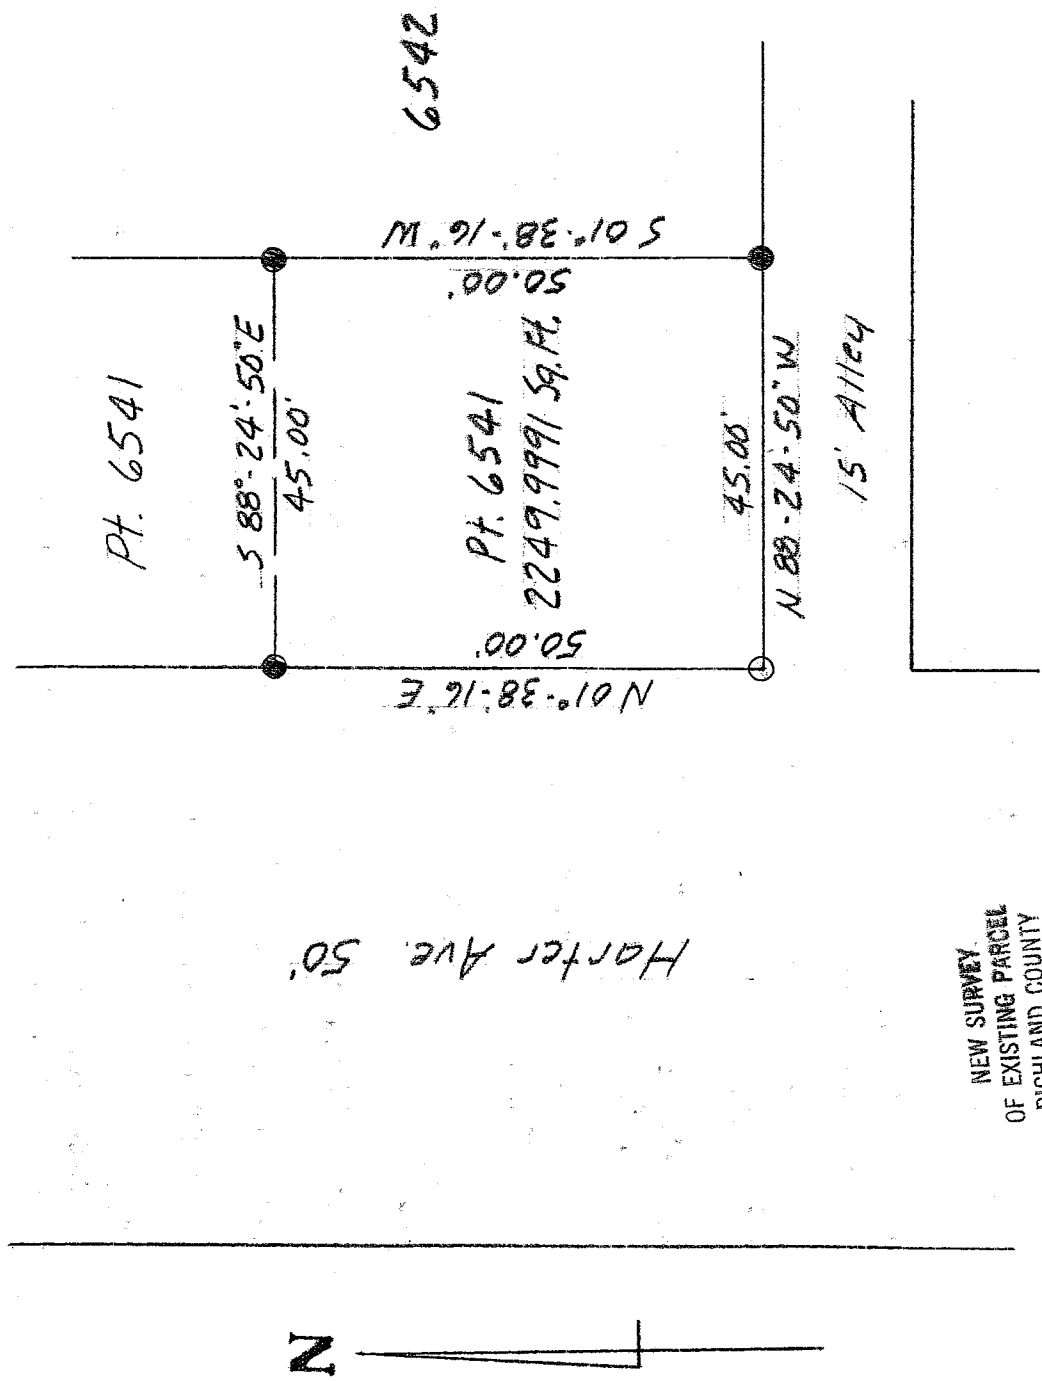 6542
Pt. 6541
S 88°-24'-50"E
45.00'
S 01°-38'-16" W
50.00'
Pt. 6541
2249.9991 Sq.Ft.
50.00'
N 01°-38'-16" E
45.00'
N 88-24-50" W
15' Alley
Harter Ave. 50'
NEW SURVEY
OF EXISTING PARCEL
RICHLAND COUNTY
N